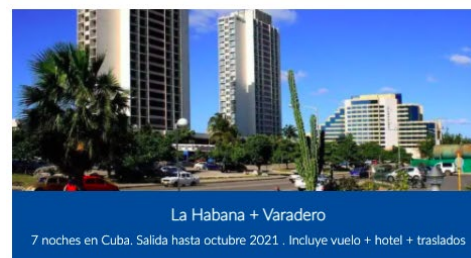 La Habana + Varadero
7 noches en Cuba. Salida hasta octubre 2021 . Incluye vuelo + hotel + traslados